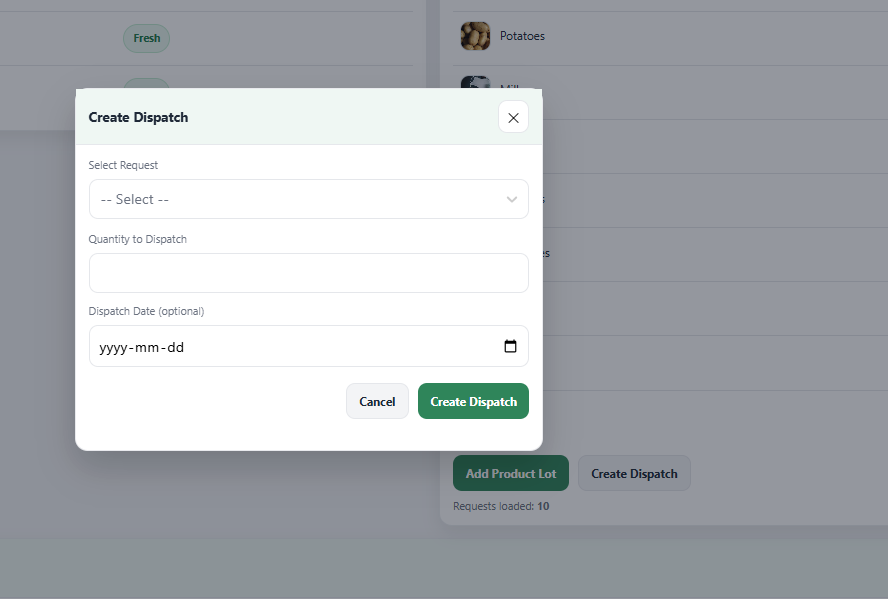 Fresh
Potatoes
Create Dispatch
Select Request
-- Select --
Quantity to Dispatch
Dispatch Date (optional)
yyyy-mm-dd
Cancel
Create Dispatch
Add Product Lot
Create Dispatch
Requests loaded: 10